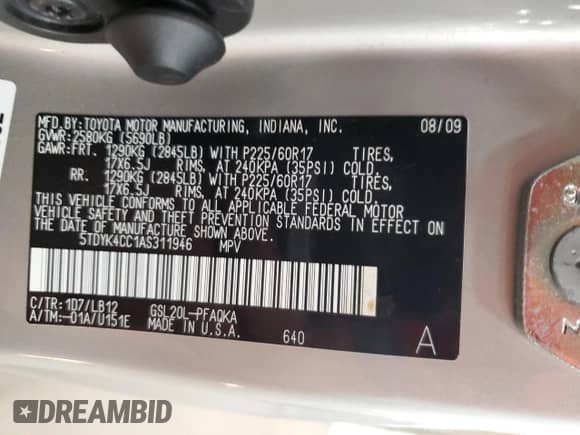 MFD.BY:TOYOTA MOTOR MANUFACTURING, INDIANA, INC. 08/09
GVWR:2580KG (5690LB)
GAWR:FRT. 1290KG (2845LB) WITH P225/60R17 TIRES,
17X6.5J RIMS, AT 240KPA (35PSI) COLD.
RR. 1290KG (2845LB) WITH P225/60R17 TIRES,
17X6.5J RIMS, AT 240KPA (35PSI) COLD.
THIS VEHICLE CONFORMS TO ALL APPLICABLE FEDERAL MOTOR
VEHICLE SAFETY AND THEFT PREVENTION STANDARDS IN EFFECT ON
THE DATE OF MANUFACTURE SHOWN ABOVE.
5TDYK4CC1AS311946 MPV
C/TR:1D7/LB12 GSL20L-PFAQKA
A/TM:-01A/U151E MADE IN U.S.A. 640 A
DREAMBID